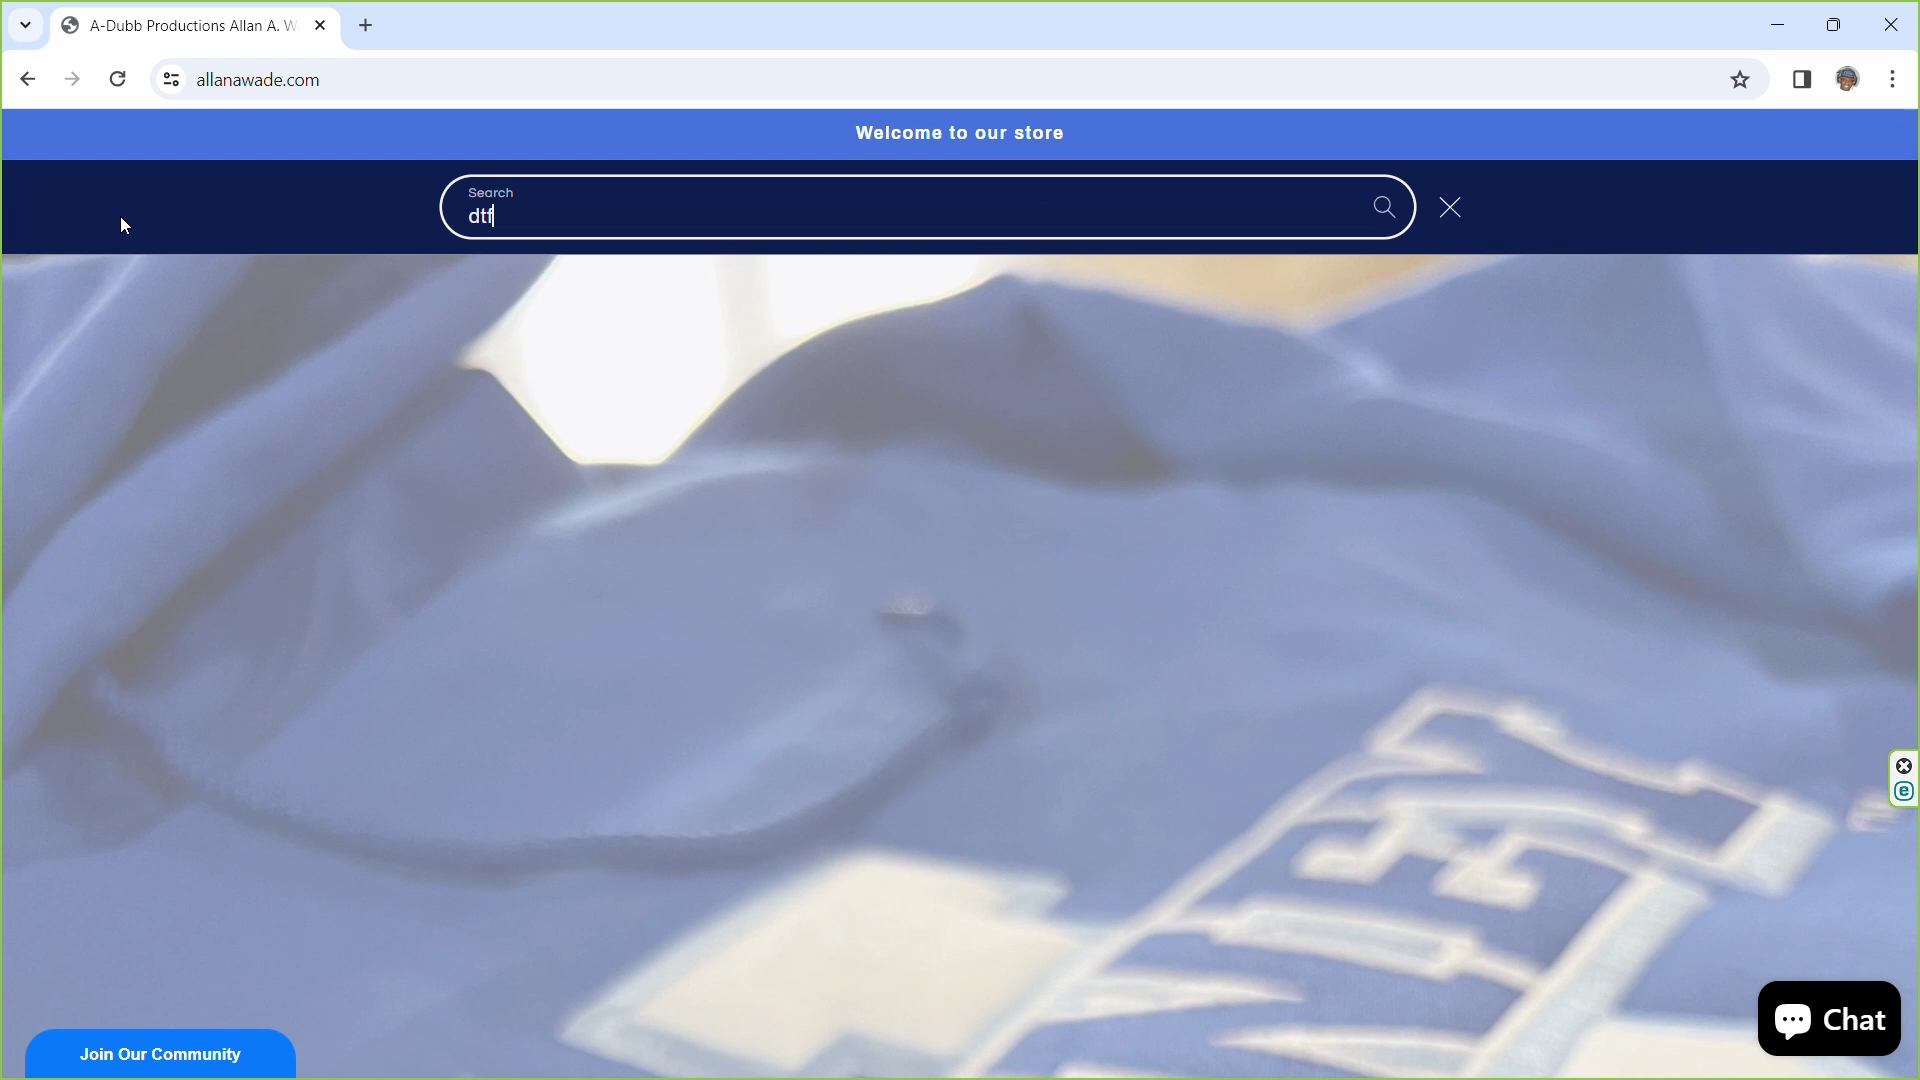 A-Dubb Productions Allan A. W
allanawade.com
Welcome to our store
Search
dtf
Join Our Community
Chat